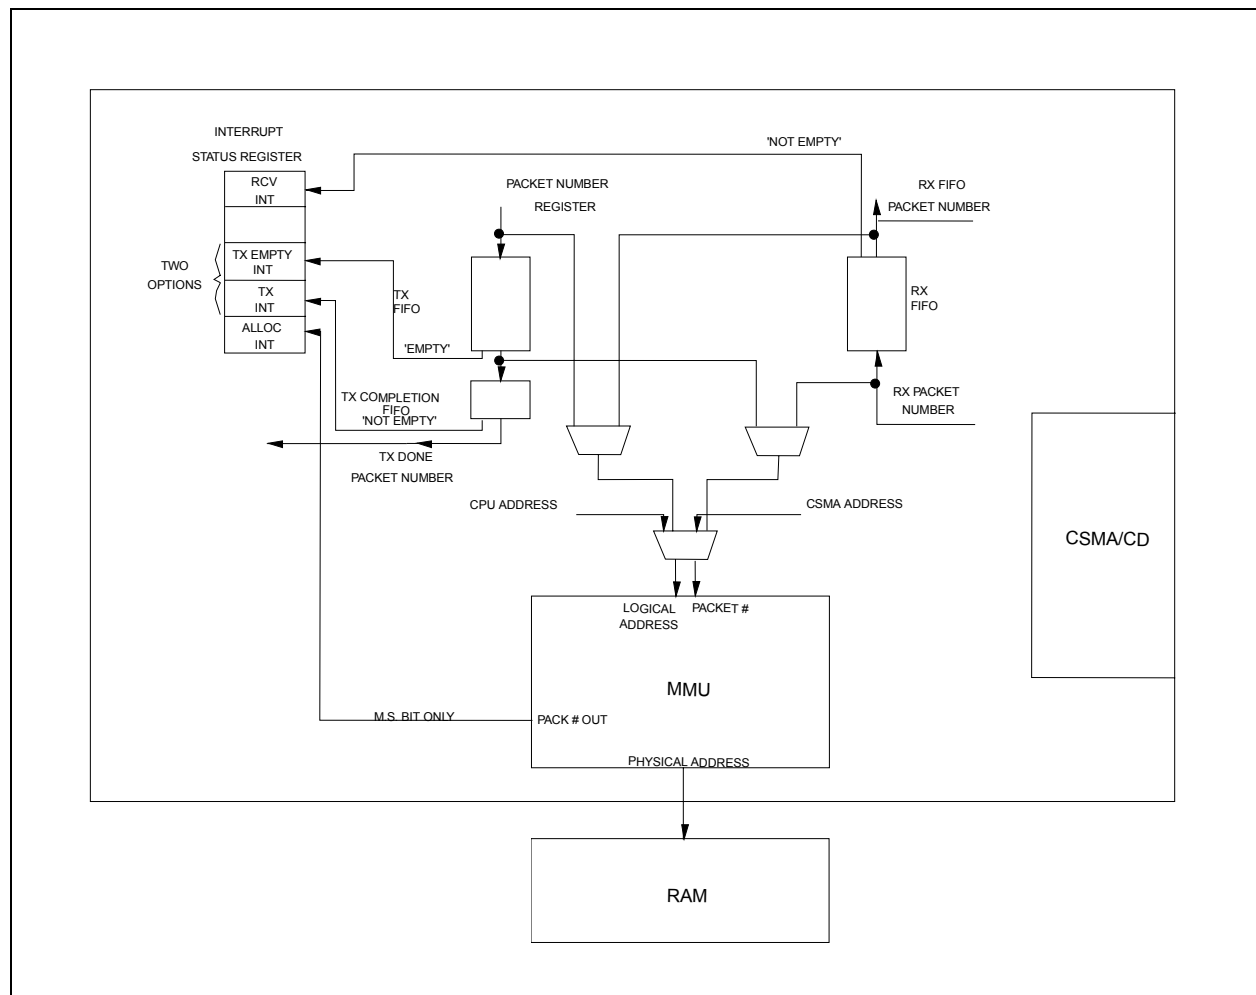 INTERRUPT
STATUS REGISTER
RCV
INT
TX EMPTY
INT
TX
INT
ALLOC
INT
TWO
OPTIONS
'NOT EMPTY'
PACKET NUMBER
REGISTER
RX FIFO
PACKET NUMBER
TX
FIFO
RX
FIFO
'EMPTY'
TX COMPLETION
FIFO
'NOT EMPTY'
RX PACKET
NUMBER
TX DONE
PACKET NUMBER
CPU ADDRESS
CSMA ADDRESS
CSMA/CD
LOGICAL
ADDRESS
PACKET #
MMU
M.S. BIT ONLY
PACK # OUT
PHYSICAL ADDRESS
RAM